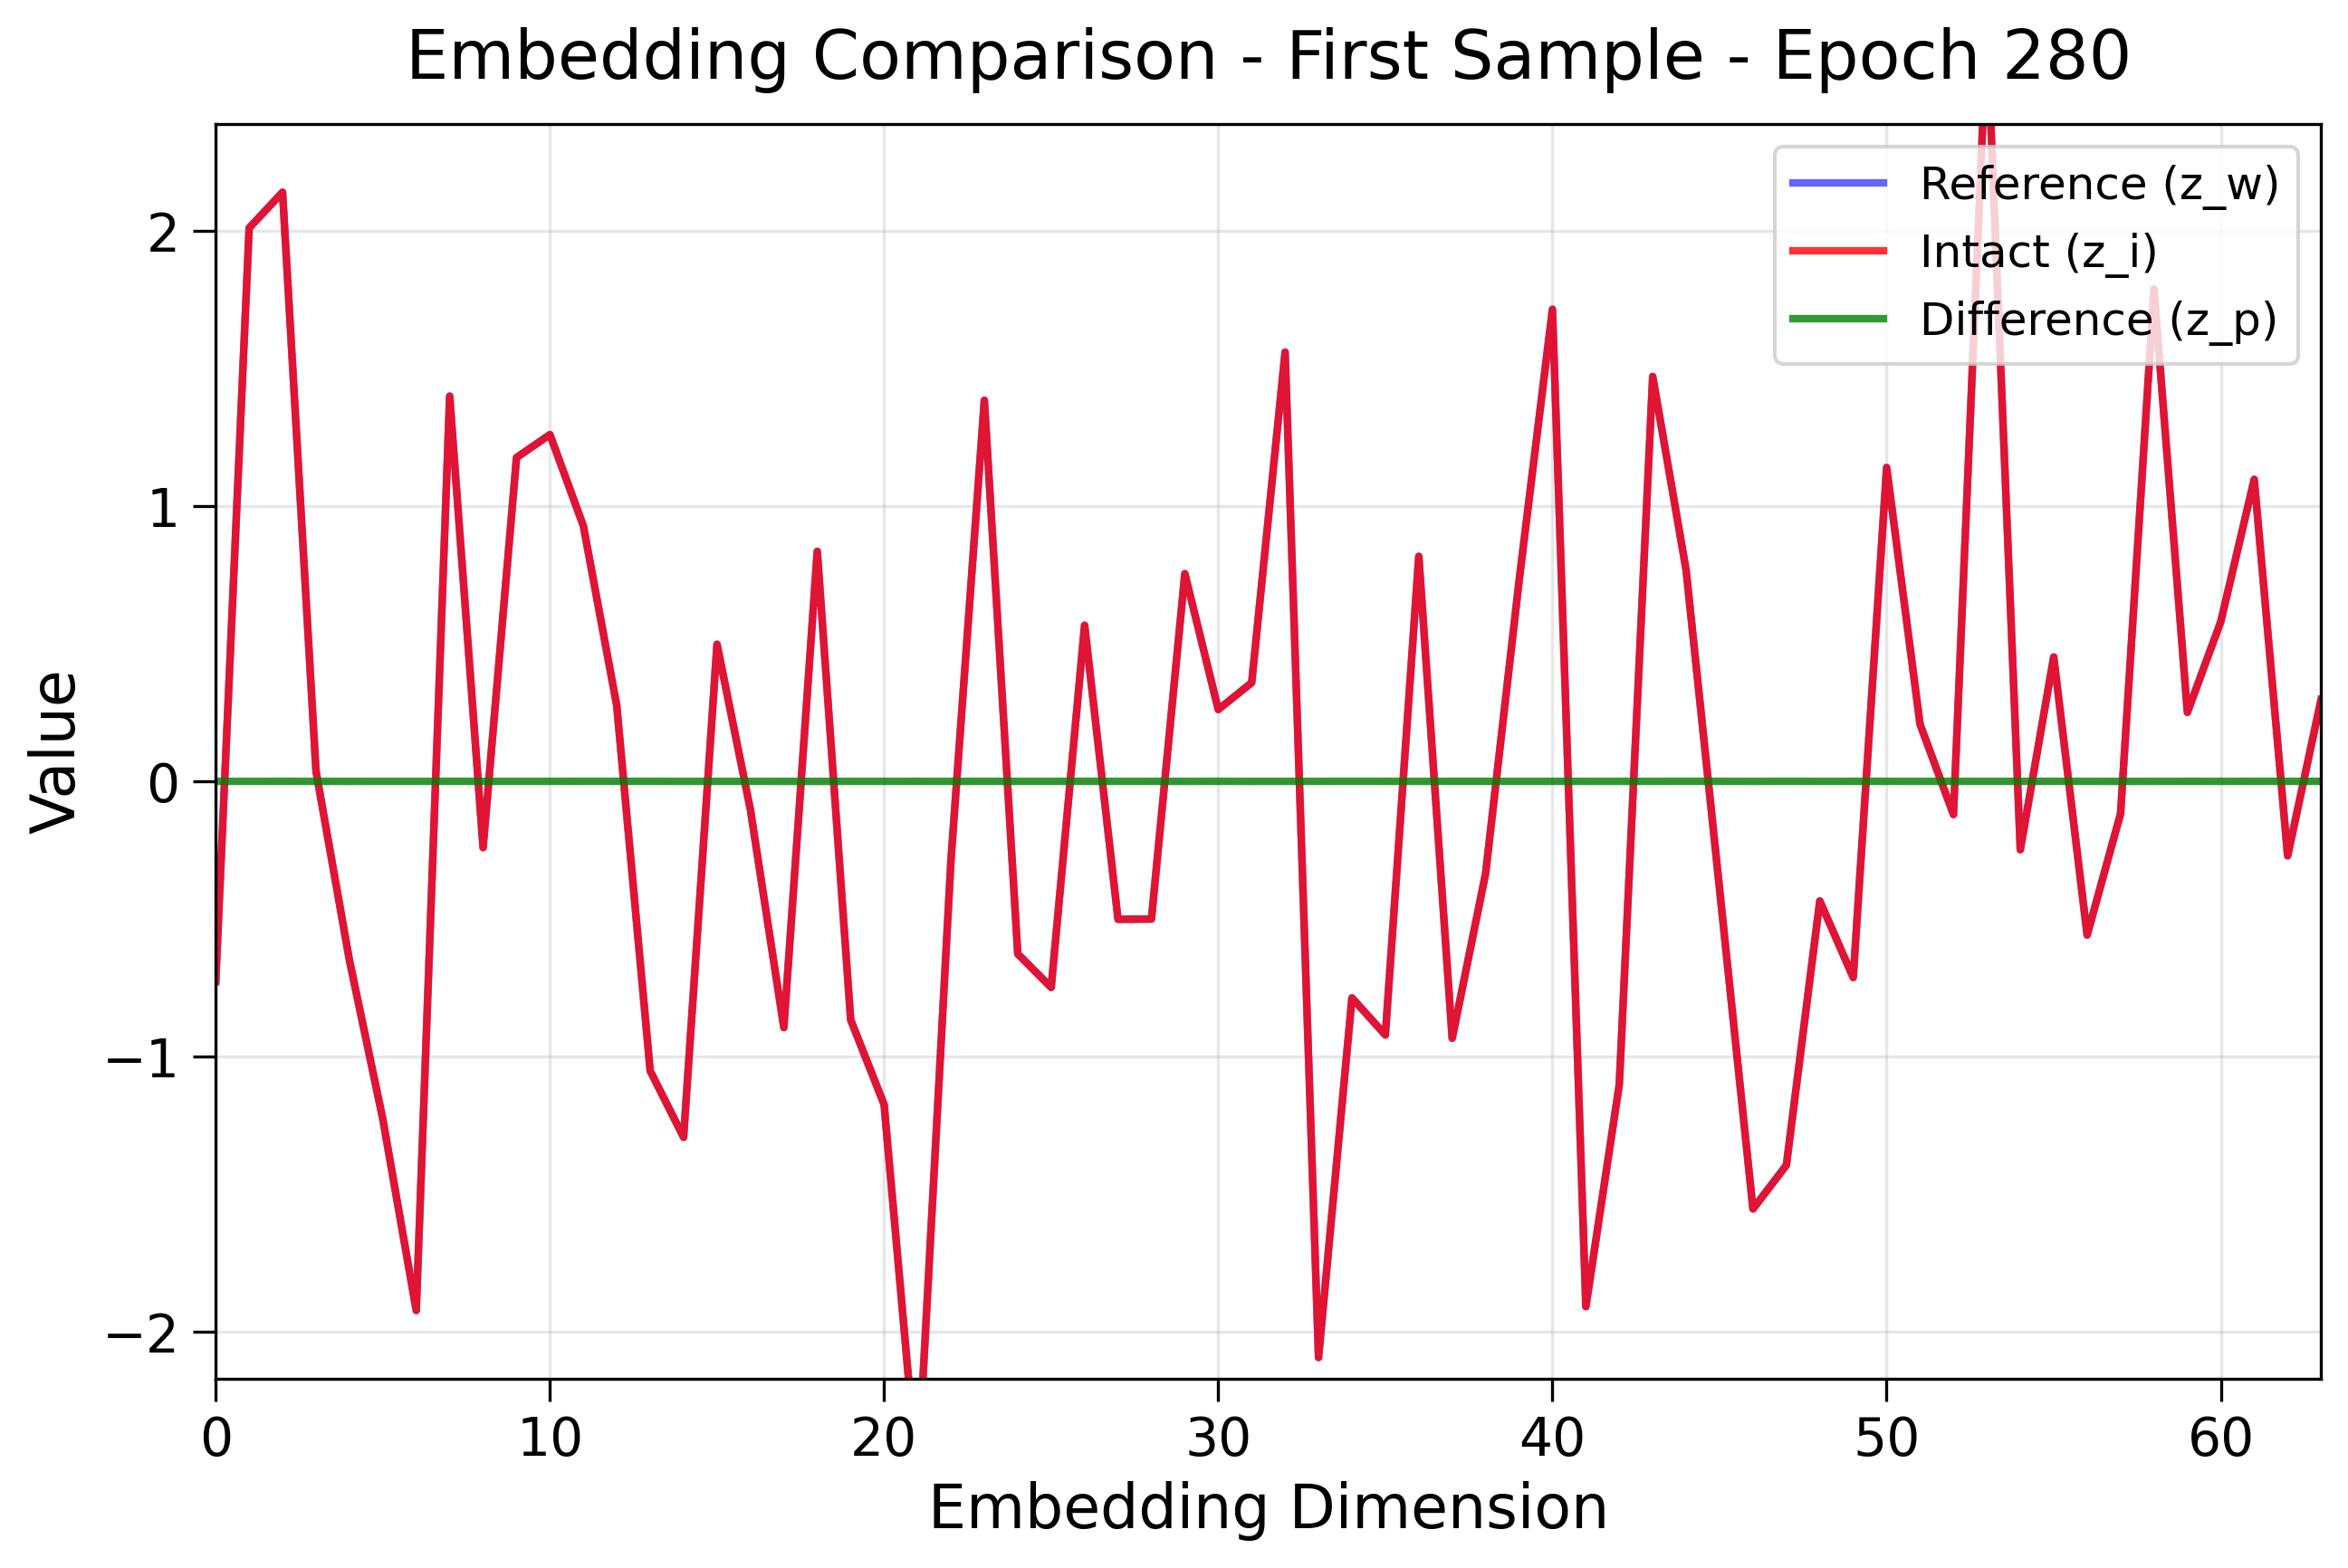 Embedding Comparison - First Sample - Epoch 280
Reference (z_w)
Intact (z_i)
Difference (z_p)
Value
2
1
0
−1
−2
0 10 20 30 40 50 60
Embedding Dimension